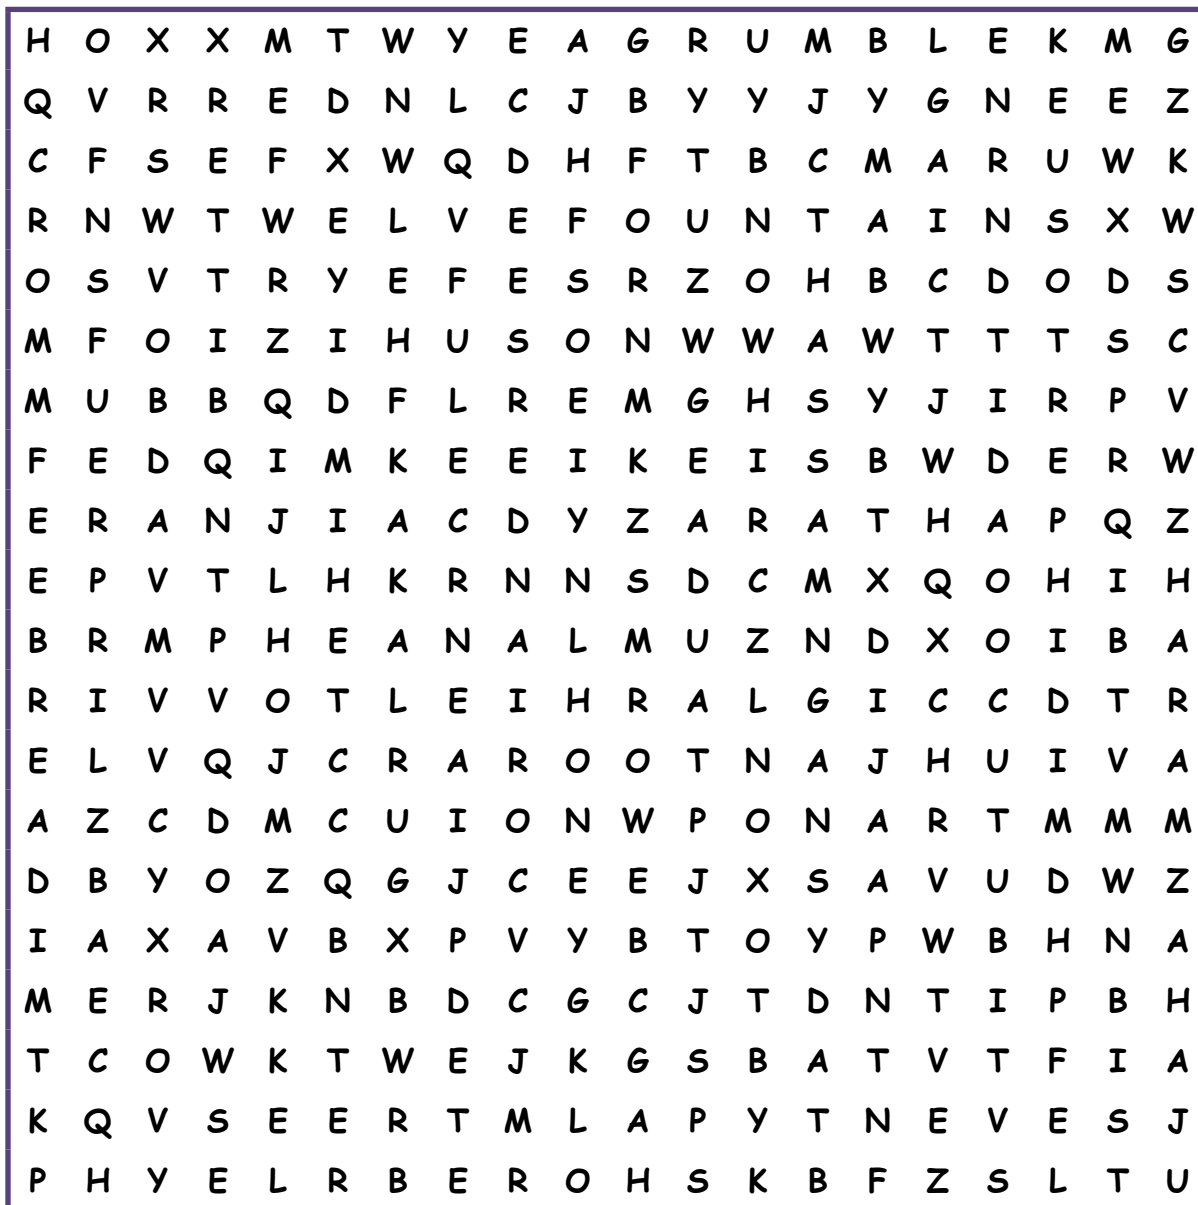 H O X X M T W Y E A G R U M B L E K M G
Q V R R E D N L C J B Y Y J Y G N E E Z
C F S E F X W Q D H F T B C M A R U W K
R N W T W E L V E F O U N T A I N S X W
O S V T R Y E F E S R Z O H B C D O D S
M F O I Z I H U S O N W W A W T T T S C
M U B B Q D F L R E M G H S Y J I R P V
F E D Q I M K E E I K E I S B W D E R W
E R A N J I A C D Y Z A R A T H A P Q Z
E P V T L H K R N N S D C M X Q O H I H
B R M P H E A N A L M U Z N D X O I B A
R I V V O T L E I H R A L G I C C D T R
E L V Q J C R A R O O T N A J H U I V A
A Z C D M C U I O N W P O N A R T M M M
D B Y O Z Q G J C E E J X S A V U D W Z
I A X A V B X P V Y B T O Y P W B H N A
M E R J K N B D C G C J T D N T I P B H
T C O W K T W E J K G S B A T V T F I A
K Q V S E E R T M L A P Y T N E V E S J
P H Y E L R B E R O H S K B F Z S L T U